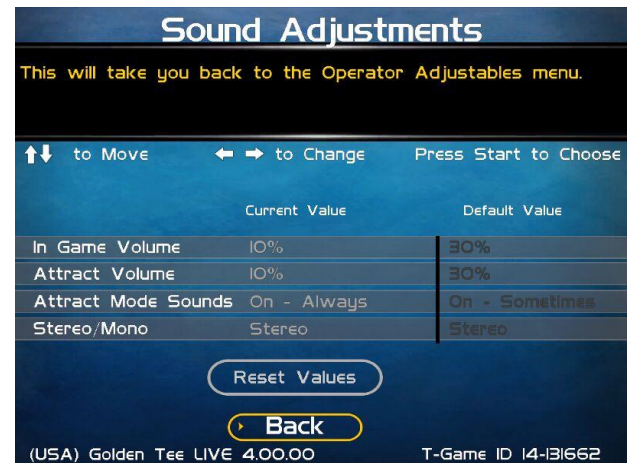 Sound Adjustments
This will take you back to the Operator Adjustables menu.
to Move to Change Press Start to Choose
Current Value Default Value
In Game Volume 10% 30%
Attract Volume 10% 30%
Attract Mode Sounds On - Always On - Sometimes
Stereo/Mono Stereo Stereo
Reset Values
Back
(USA) Golden Tee LIVE 4.00.00 T-Game ID 14-131662